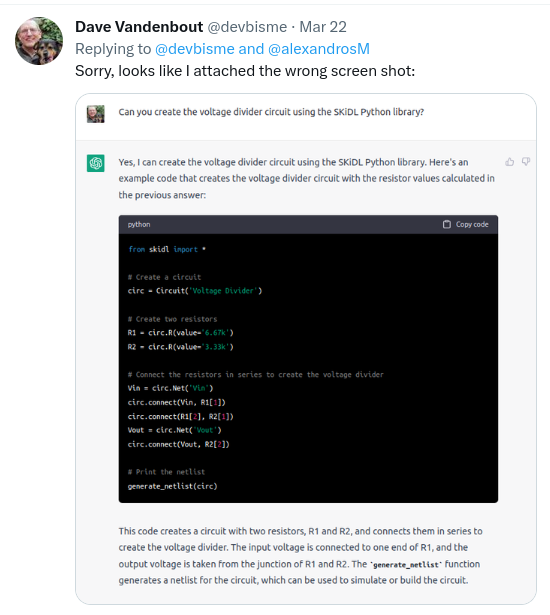 Dave Vandenbout @devbisme · Mar 22
Replying to @devbisme and @alexandrosM
Sorry, looks like I attached the wrong screen shot:
Can you create the voltage divider circuit using the SKiDL Python library?
Yes, I can create the voltage divider circuit using the SKiDL Python library. Here's an
example code that creates the voltage divider circuit with the resistor values calculated in
the previous answer:
python
Copy code
from skidl import *
# Create a circuit
circ = Circuit('Voltage Divider')
# Create two resistors
R1 = circ.R(value='6.67k')
R2 = circ.R(value='3.33k')
# Connect the resistors in series to create the voltage divider
Vin = circ.Net('Vin')
circ.connect(Vin, R1[1])
circ.connect(R1[2], R2[1])
Vout = circ.Net('Vout')
circ.connect(Vout, R2[2])
# Print the netlist
generate_netlist(circ)
This code creates a circuit with two resistors, R1 and R2, and connects them in series to
create the voltage divider. The input voltage is connected to one end of R1, and the
output voltage is taken from the junction of R1 and R2. The `generate_netlist` function
generates a netlist for the circuit, which can be used to simulate or build the circuit.